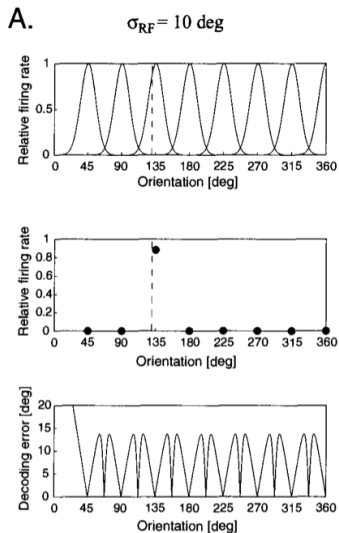 A.
σRF = 10 deg
Relative firing rate
1
0.5
0
0 45 90 135 180 225 270 315 360
Orientation [deg]
Relative firing rate
1
0.8
0.6
0.4
0.2
0
0 45 90 135 180 225 270 315 360
Orientation [deg]
Decoding error [deg]
20
15
10
5
0
0 45 90 135 180 225 270 315 360
Orientation [deg]